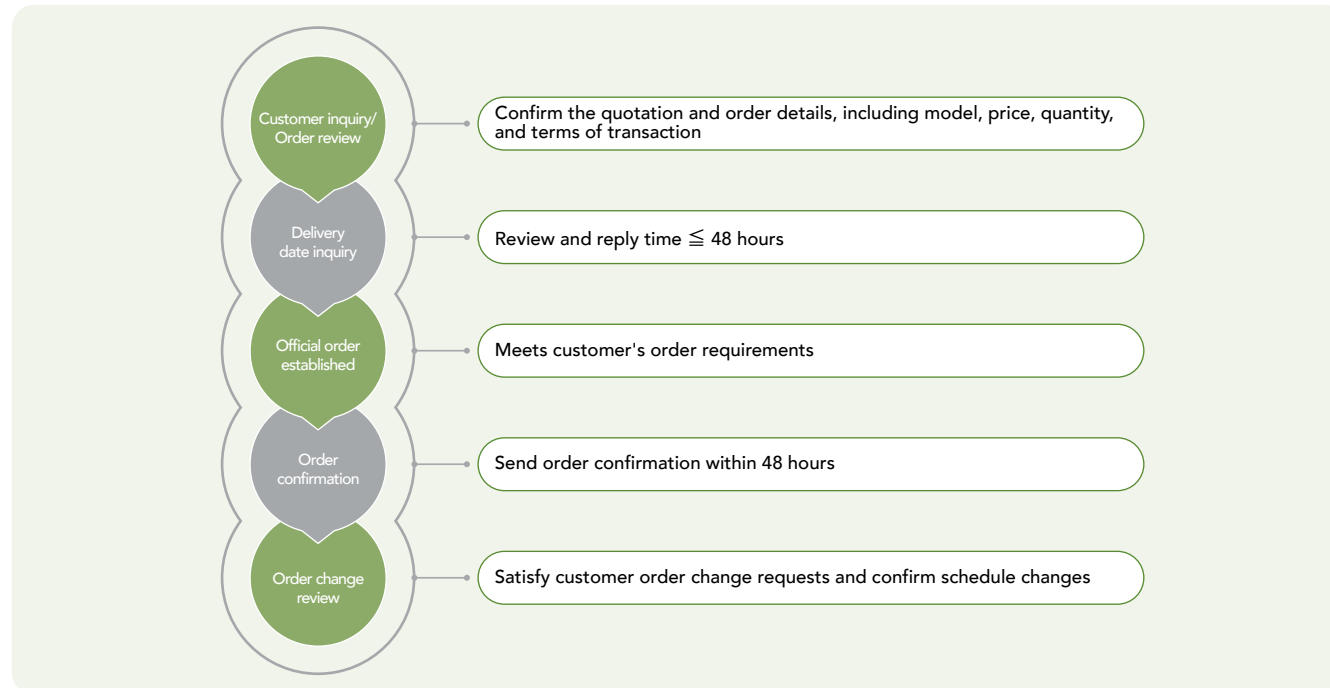 Customer inquiry/
Order review
Confirm the quotation and order details, including model, price, quantity,
and terms of transaction
Delivery
date inquiry
Review and reply time ≦ 48 hours
Official order
established
Meets customer's order requirements
Order
confirmation
Send order confirmation within 48 hours
Order change
review
Satisfy customer order change requests and confirm schedule changes